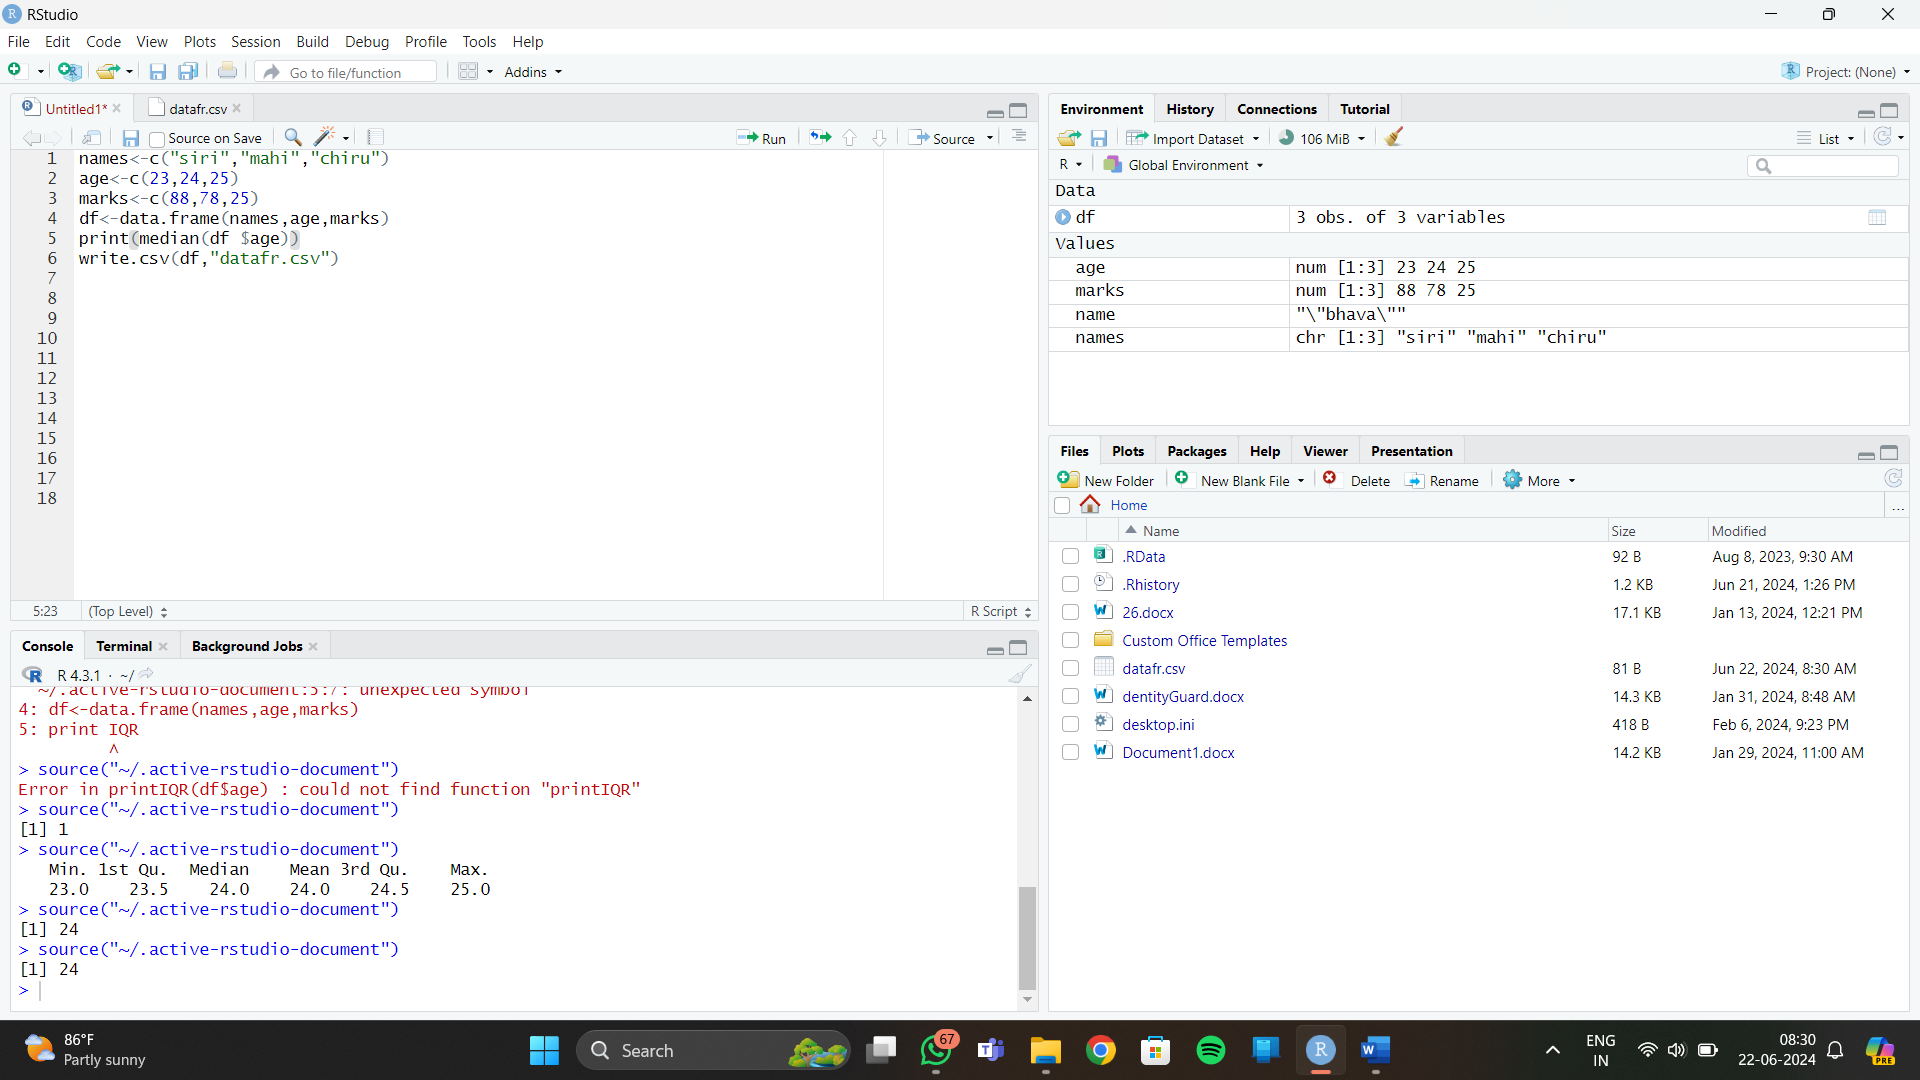 RStudio
File Edit Code View Plots Session Build Debug Profile Tools Help
Go to file/function Addins Project: (None)
Untitled1* datafr.csv
Source on Save Run Source
1 names<-c("siri","mahi","chiru")
2 age<-c(23,24,25)
3 marks<-c(88,78,25)
4 df<-data.frame(names,age,marks)
5 print(median(df $age))
6 write.csv(df,"datafr.csv")
7
8
9
10
11
12
13
14
15
16
17
18
5:23 (Top Level) R Script
Console Terminal Background Jobs
R 4.3.1 · ~/
~/.active-rstudio-document:5:7: unexpected symbol
4: df<-data.frame(names,age,marks)
5: print IQR
^
> source("~/.active-rstudio-document")
Error in printIQR(df$age) : could not find function "printIQR"
> source("~/.active-rstudio-document")
[1] 1
> source("~/.active-rstudio-document")
Min. 1st Qu. Median Mean 3rd Qu. Max.
23.0 23.5 24.0 24.0 24.5 25.0
> source("~/.active-rstudio-document")
[1] 24
> source("~/.active-rstudio-document")
[1] 24
>
Environment History Connections Tutorial
Import Dataset 106 MiB List
R Global Environment
Data
df 3 obs. of 3 variables
Values
age num [1:3] 23 24 25
marks num [1:3] 88 78 25
name "\"bhava\""
names chr [1:3] "siri" "mahi" "chiru"
Files Plots Packages Help Viewer Presentation
New Folder New Blank File Delete Rename More
Home ...
Name Size Modified
.RData 92 B Aug 8, 2023, 9:30 AM
.Rhistory 1.2 KB Jun 21, 2024, 1:26 PM
26.docx 17.1 KB Jan 13, 2024, 12:21 PM
Custom Office Templates
datafr.csv 81 B Jun 22, 2024, 8:30 AM
dentityGuard.docx 14.3 KB Jan 31, 2024, 8:48 AM
desktop.ini 418 B Feb 6, 2024, 9:23 PM
Document1.docx 14.2 KB Jan 29, 2024, 11:00 AM
86°F
Partly sunny
Search
67
ENG
IN
08:30
22-06-2024
PRE